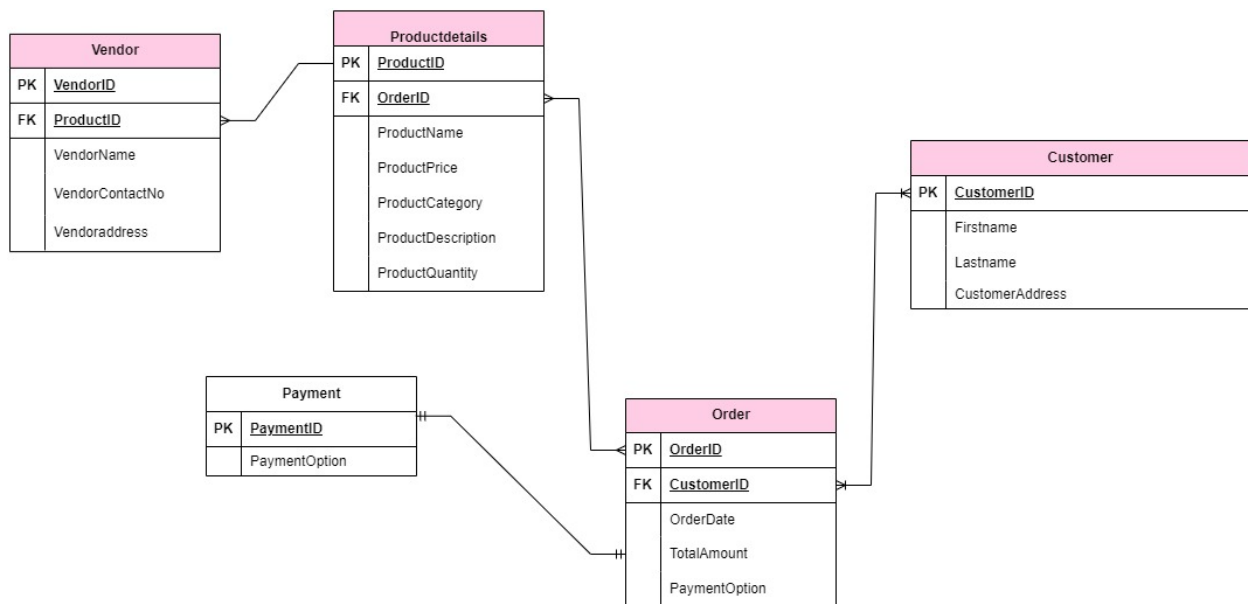 Vendor
PK VendorID
FK ProductID
VendorName
VendorContactNo
Vendoraddress
Productdetails
PK ProductID
FK OrderID
ProductName
ProductPrice
ProductCategory
ProductDescription
ProductQuantity
Customer
PK CustomerID
Firstname
Lastname
CustomerAddress
Payment
PK PaymentID
PaymentOption
Order
PK OrderID
FK CustomerID
OrderDate
TotalAmount
PaymentOption